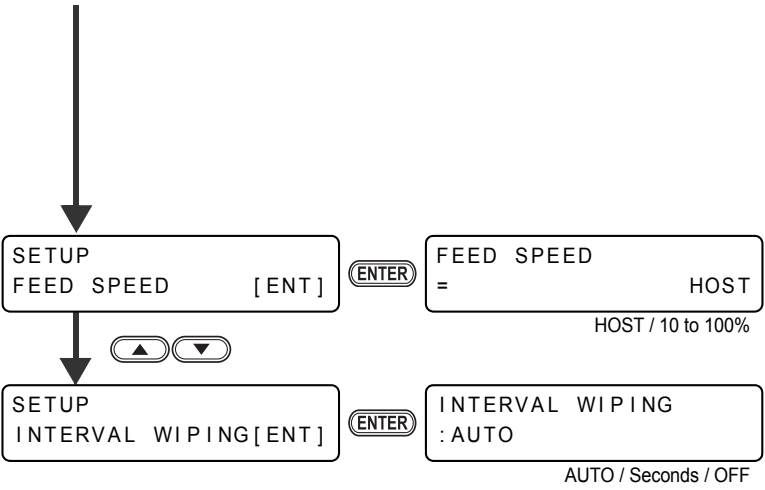 SETUP
FEED SPEED [ENT]
ENTER
FEED SPEED
= HOST
HOST / 10 to 100%
SETUP
INTERVAL WIPING[ENT]
ENTER
INTERVAL WIPING
:AUTO
AUTO / Seconds / OFF